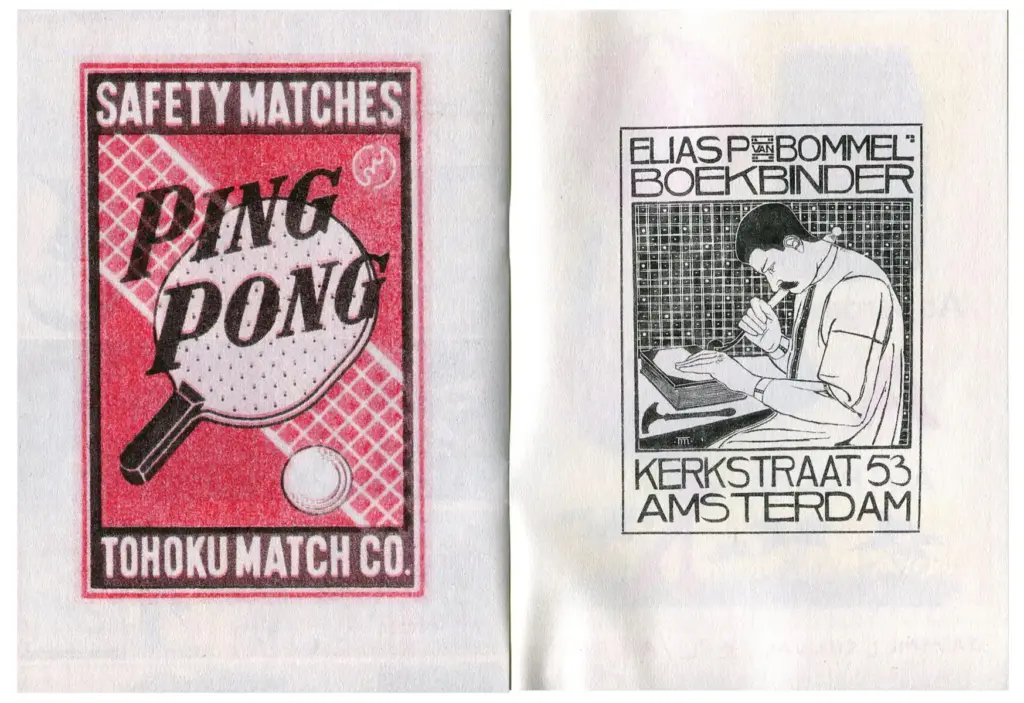 SAFETY MATCHES
PING
PONG
TOHOKU MATCH CO.
ELIAS P VAN BOMMEL
BOEKBINDER
KERKSTRAAT 53
AMSTERDAM